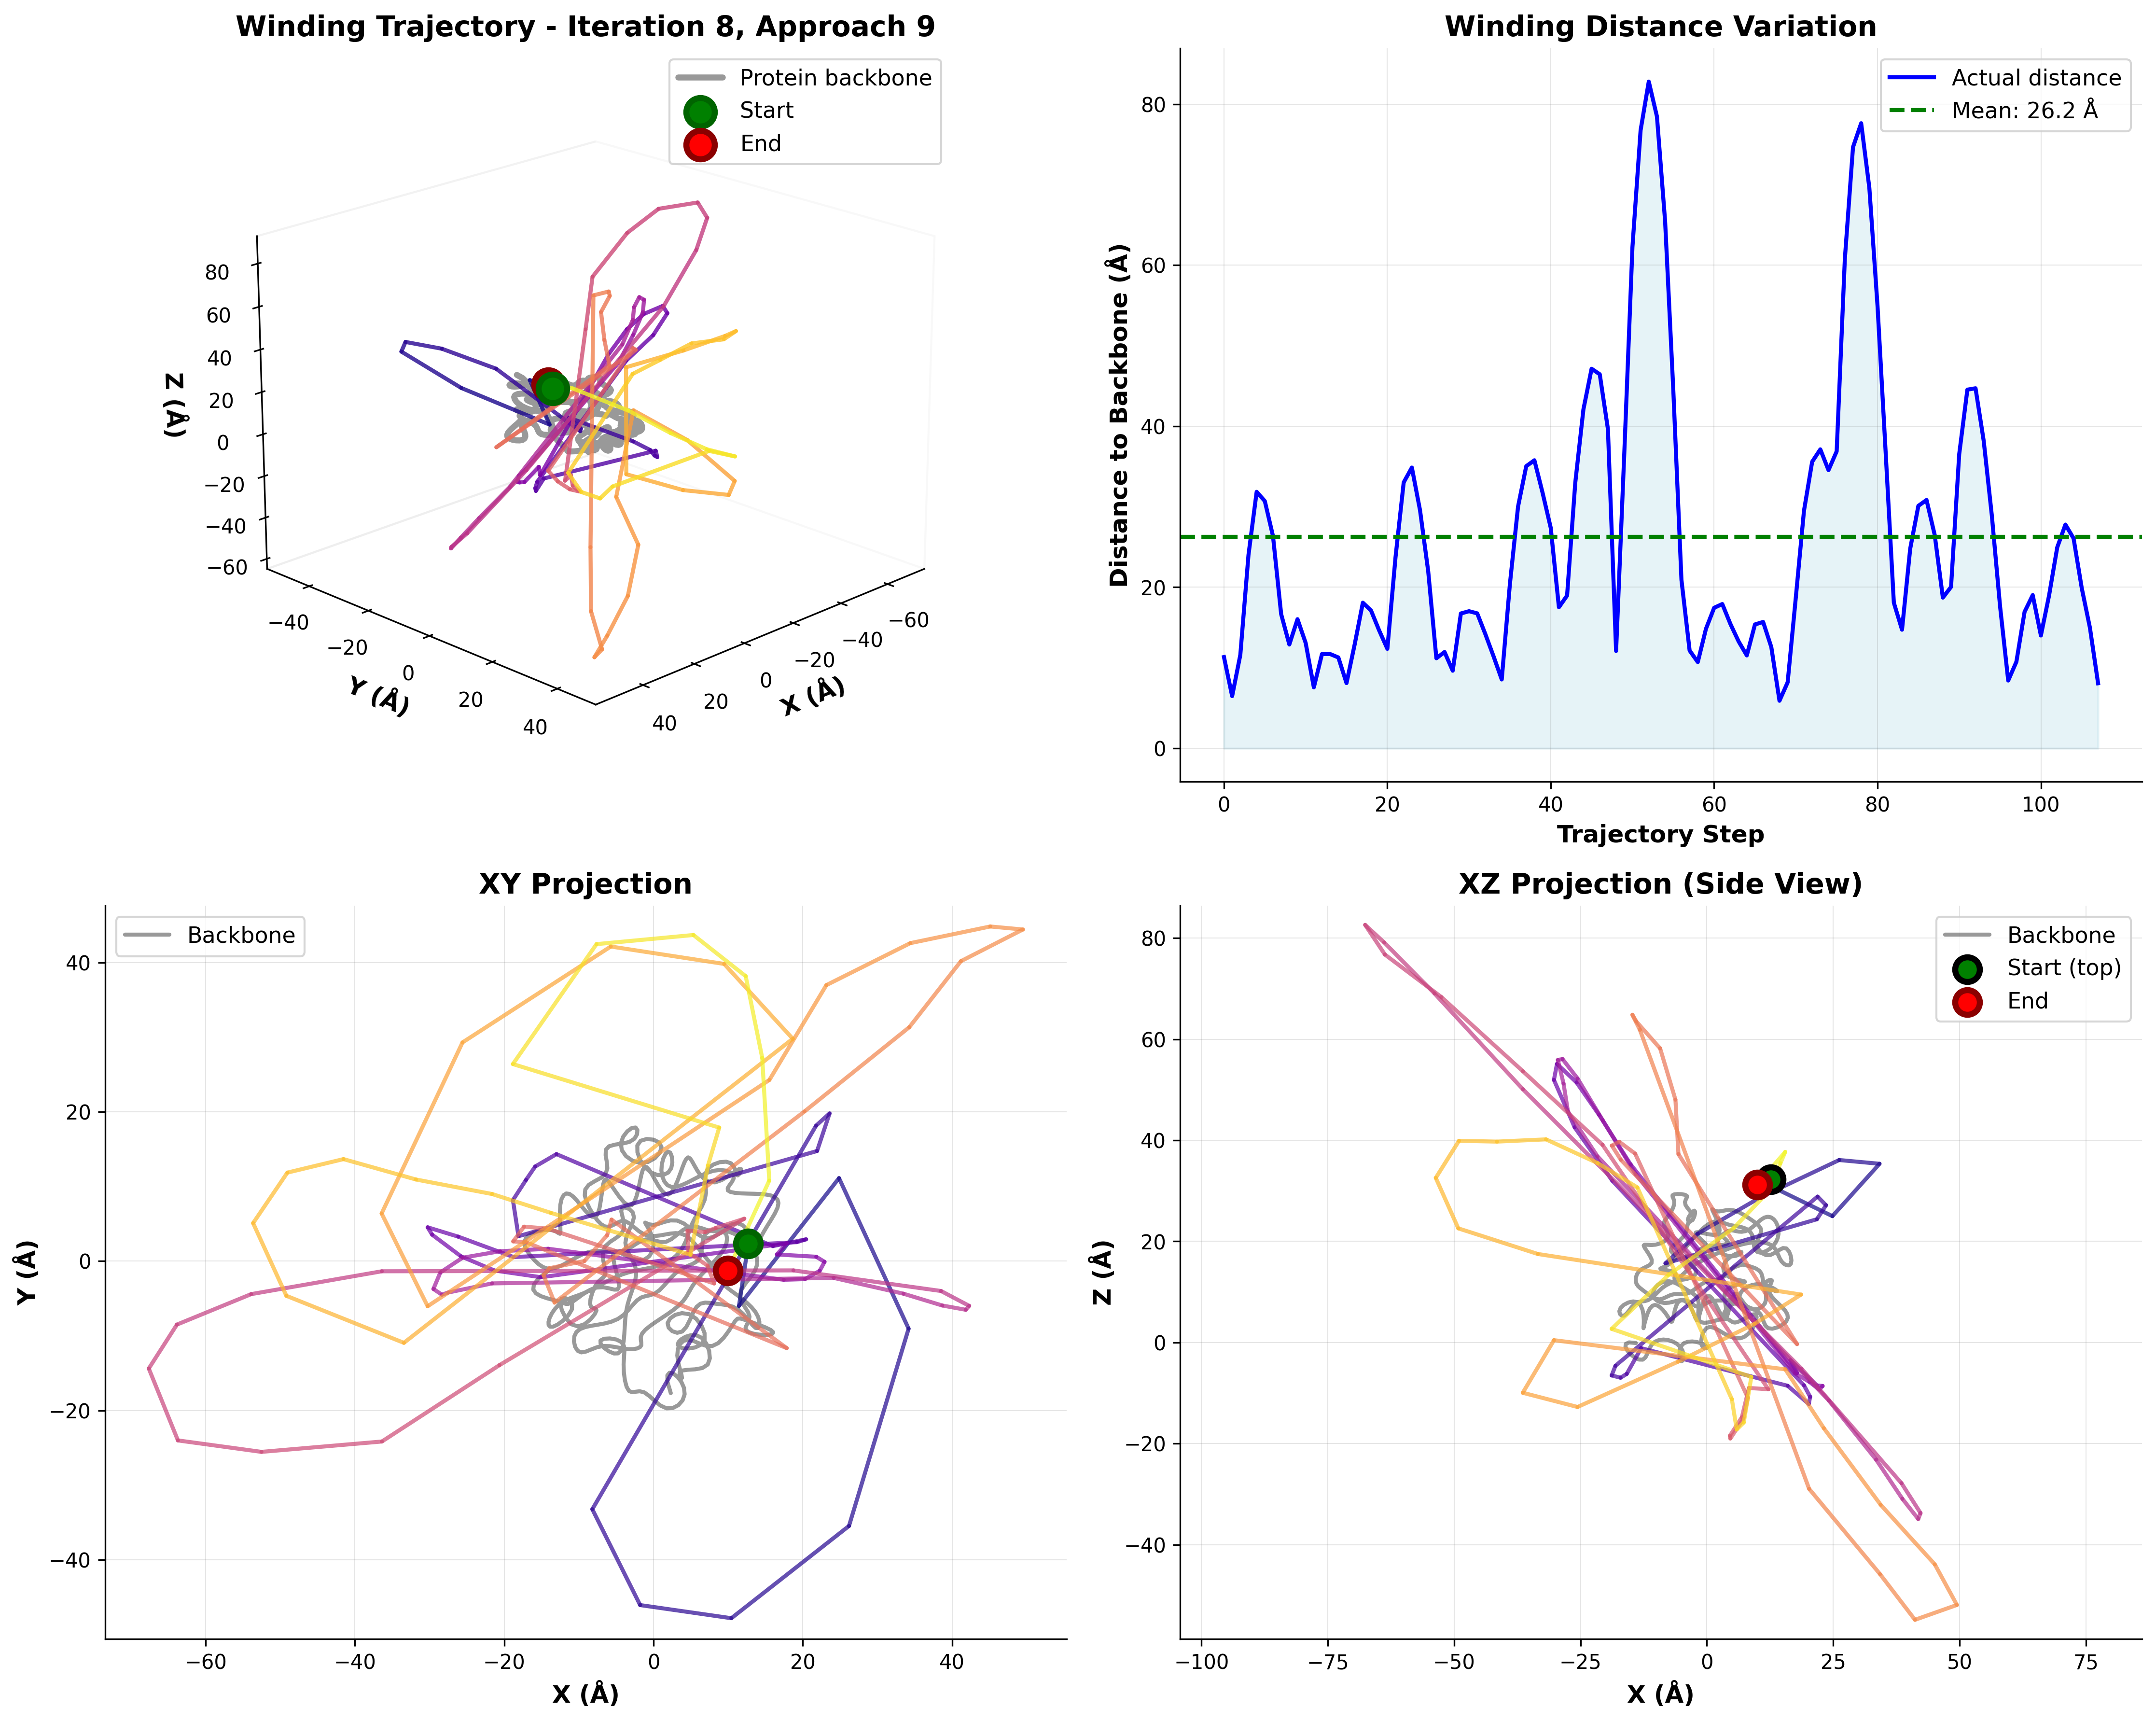 Winding Trajectory - Iteration 8, Approach 9
Protein backbone
Start
End
80
60
40
20
0
−20
−40
−60
Z (Å)
−40
−20
0
20
40
Y (Å)
40
20
0
−20
−40
−60
X (Å)
Winding Distance Variation
Actual distance
Mean: 26.2 Å
80
60
40
20
0
Distance to Backbone (Å)
0
20
40
60
80
100
Trajectory Step
XY Projection
Backbone
40
20
0
−20
−40
Y (Å)
−60
−40
−20
0
20
40
X (Å)
XZ Projection (Side View)
Backbone
Start (top)
End
80
60
40
20
0
−20
−40
Z (Å)
−100
−75
−50
−25
0
25
50
75
X (Å)